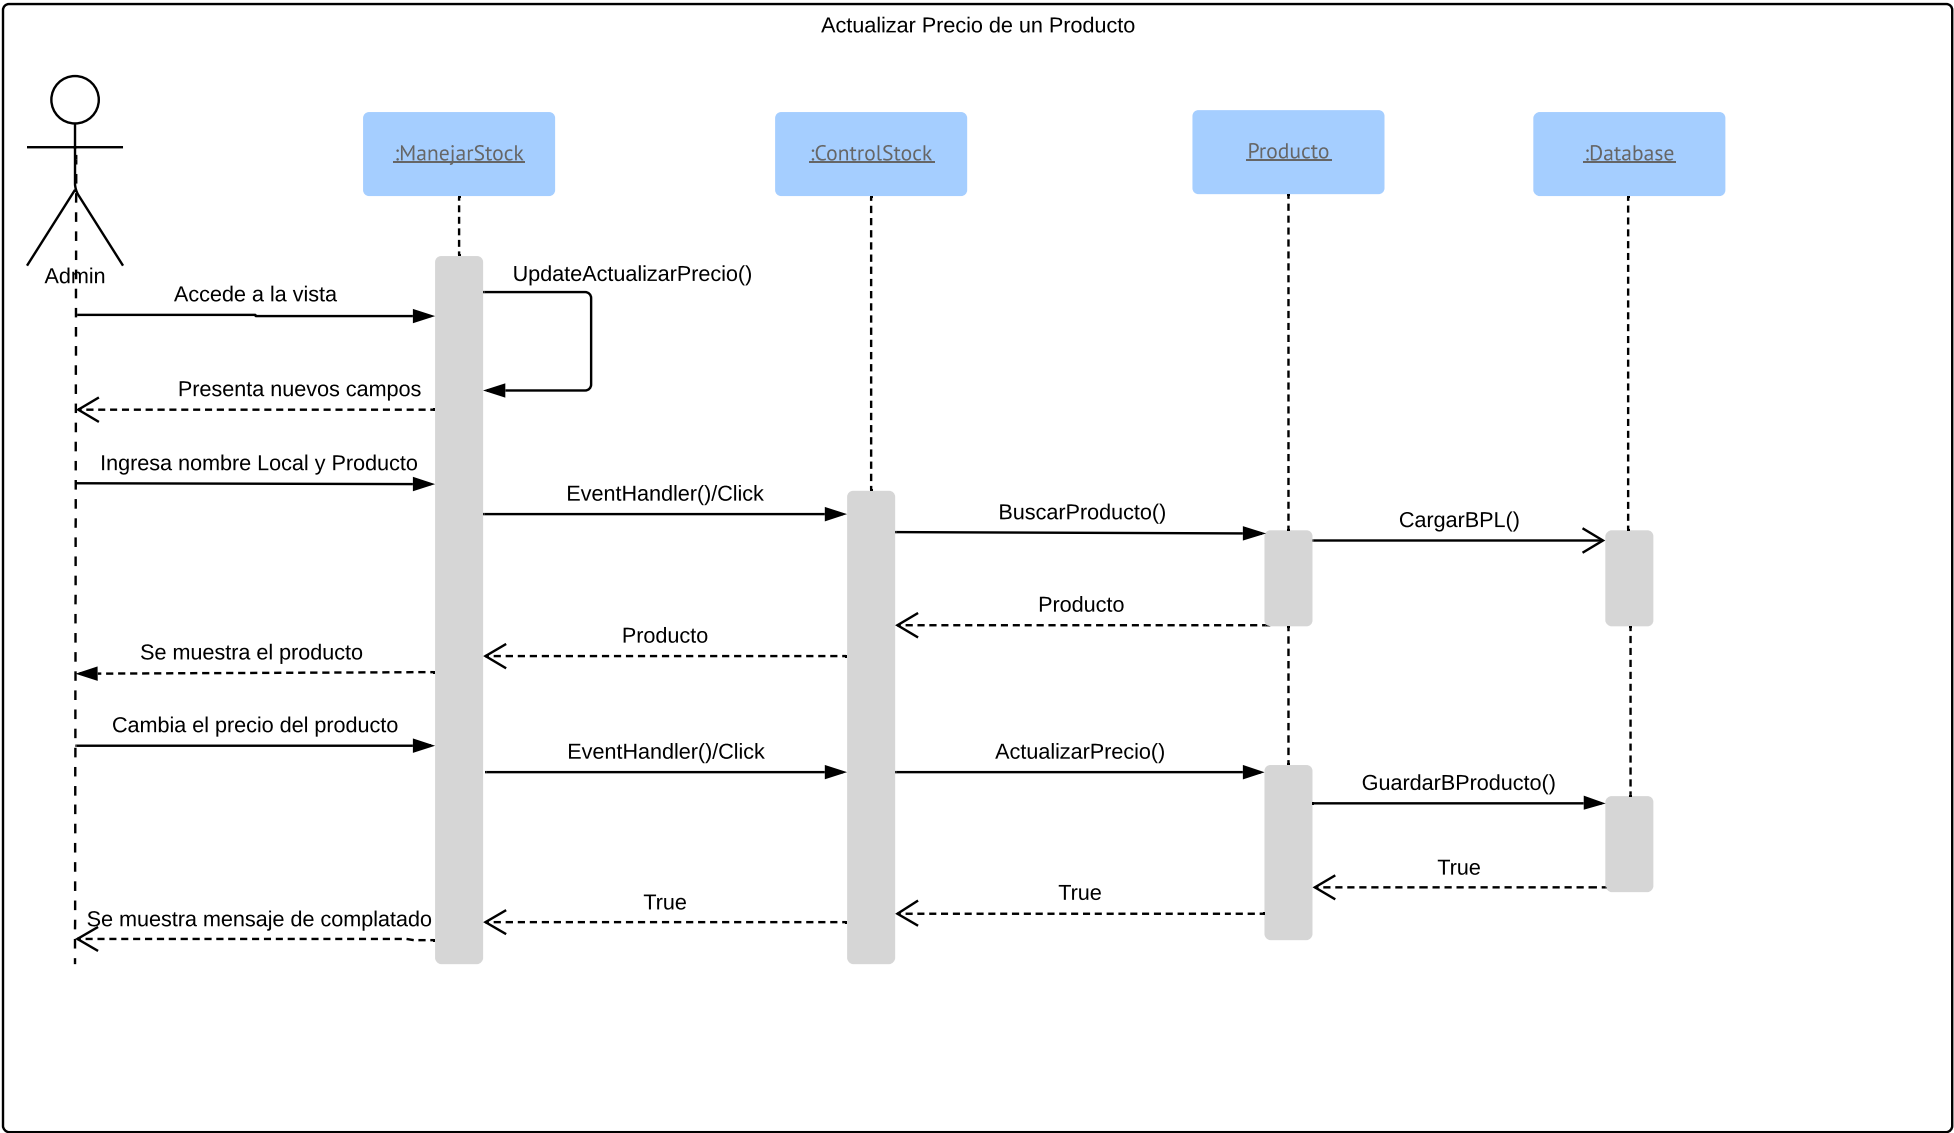 Actualizar Precio de un Producto
:ManejarStock
:ControlStock
Producto
:Database
Admin
UpdateActualizarPrecio()
Accede a la vista
Presenta nuevos campos
Ingresa nombre Local y Producto
EventHandler()/Click
BuscarProducto()
CargarBPL()
Producto
Producto
Se muestra el producto
Cambia el precio del producto
EventHandler()/Click
ActualizarPrecio()
GuardarBProducto()
True
True
True
Se muestra mensaje de complatado